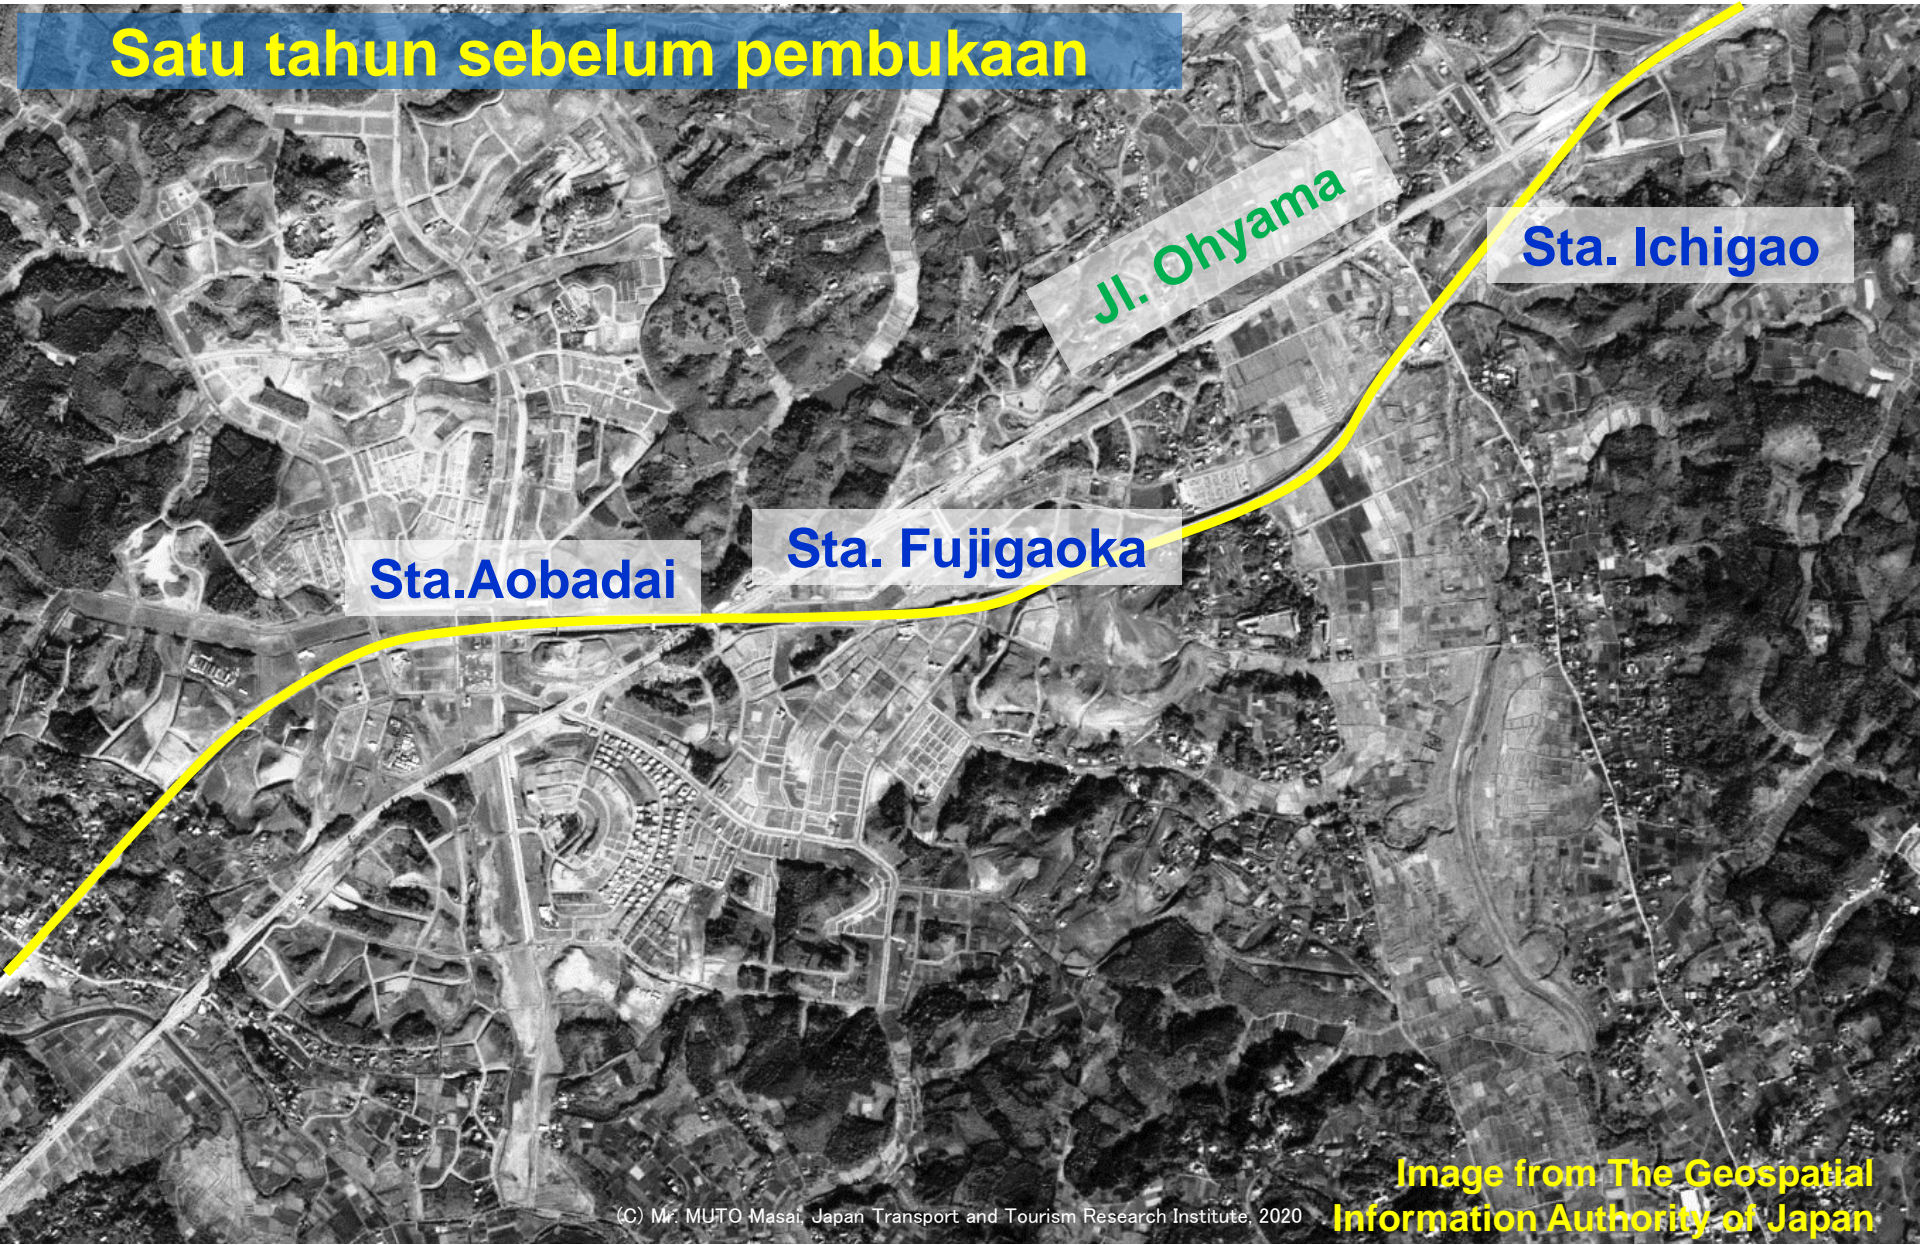 Satu tahun sebelum pembukaan
Jl. Ohyama
Sta. Ichigao
Sta. Fujigaoka
Sta.Aobadai
Image from The Geospatial
Information Authority of Japan
(C) Mr. MUTO Masai, Japan Transport and Tourism Research Institute, 2020